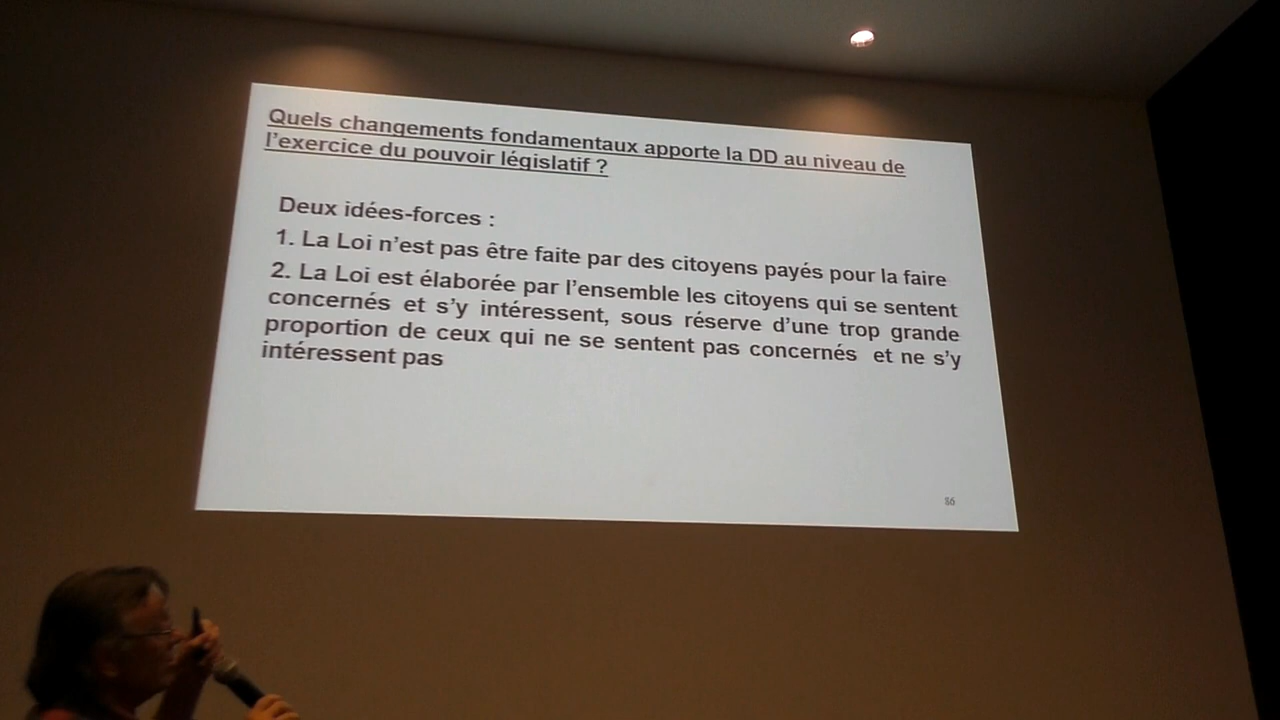 Quels changements fondamentaux apporte la DD au niveau de
l'exercice du pouvoir législatif ?
Deux idées-forces :
1. La Loi n'est pas être faite par des citoyens payés pour la faire
2. La Loi est élaborée par l'ensemble les citoyens qui se sentent
concernés et s'y intéressent, sous réserve d'une trop grande
proportion de ceux qui ne se sentent pas concernés et ne s'y
intéressent pas
86